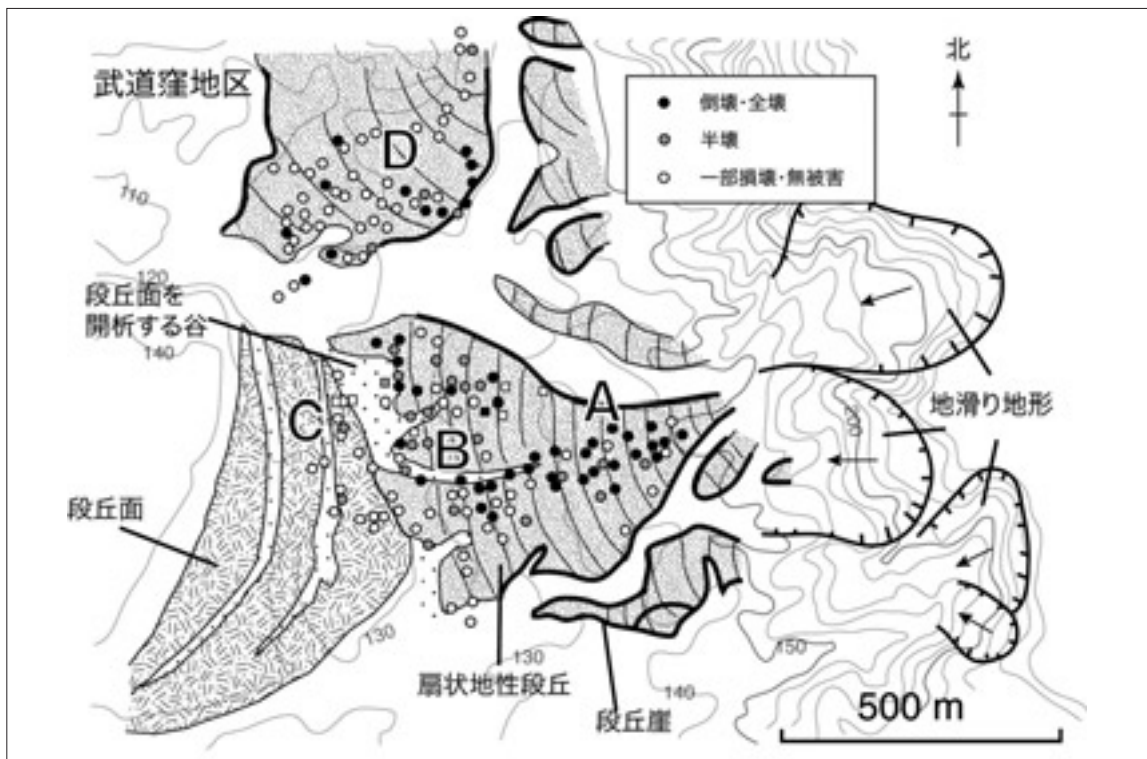 武道窪地区
北
倒壊・全壊
半壊
一部損壊・無被害
D
110
120
段丘面を
開析する谷
140
A
地滑り地形
200
C
B
段丘面
130
130
扇状地性段丘
段丘崖
150
140
500 m